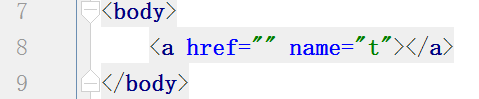 7 <body>
8 <a href="" name="t"></a>
9 </body>